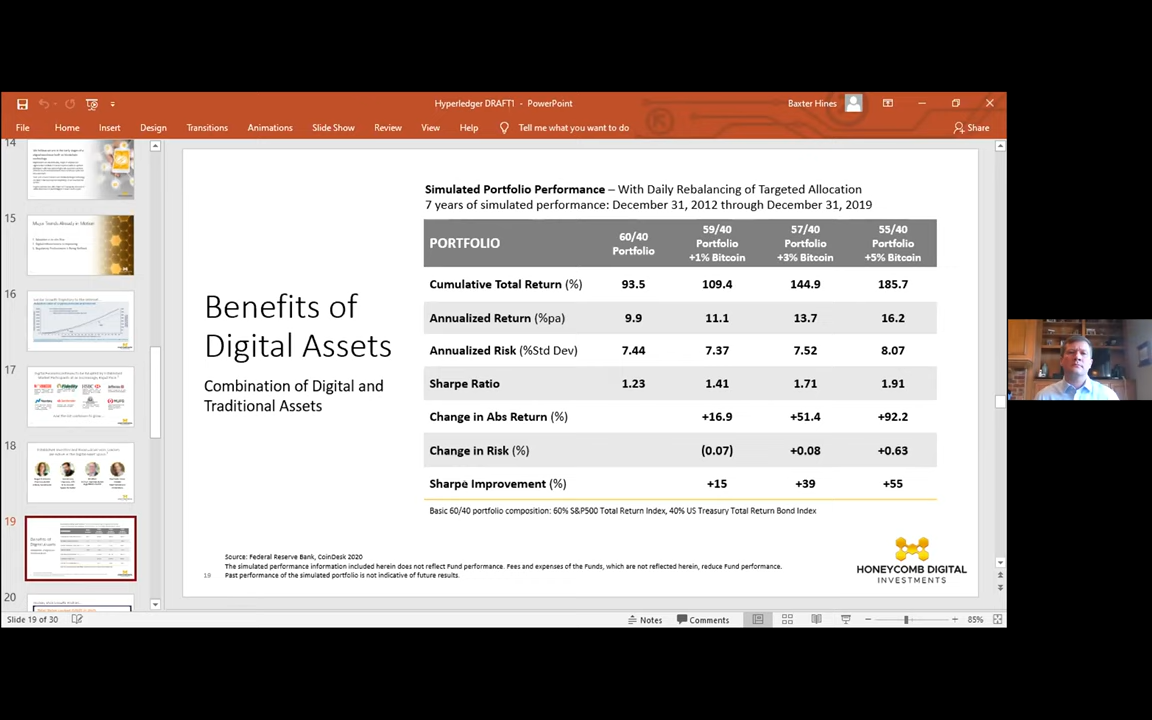 Hyperledger DRAFT1 - PowerPoint
Baxter Hines
File Home Insert Design Transitions Animations Slide Show Review View Help Tell me what you want to do Share
14
15
Major Trends Already in Motion
16
17
Fidelity
18
19
20
Simulated Portfolio Performance – With Daily Rebalancing of Targeted Allocation
7 years of simulated performance: December 31, 2012 through December 31, 2019
PORTFOLIO
60/40
Portfolio
59/40
Portfolio
+1% Bitcoin
57/40
Portfolio
+3% Bitcoin
55/40
Portfolio
+5% Bitcoin
Cumulative Total Return (%) 93.5 109.4 144.9 185.7
Annualized Return (%pa) 9.9 11.1 13.7 16.2
Annualized Risk (%Std Dev) 7.44 7.37 7.52 8.07
Sharpe Ratio 1.23 1.41 1.71 1.91
Change in Abs Return (%) +16.9 +51.4 +92.2
Change in Risk (%) (0.07) +0.08 +0.63
Sharpe Improvement (%) +15 +39 +55
Basic 60/40 portfolio composition: 60% S&P500 Total Return Index, 40% US Treasury Total Return Bond Index
Benefits of
Digital Assets
Combination of Digital and
Traditional Assets
Source: Federal Reserve Bank, CoinDesk 2020
The simulated performance information included herein does not reflect Fund performance. Fees and expenses of the Funds, which are not reflected herein, reduce Fund performance.
Past performance of the simulated portfolio is not indicative of future results.
19
HONEYCOMB DIGITAL
INVESTMENTS
Slide 19 of 30
Notes Comments 85%